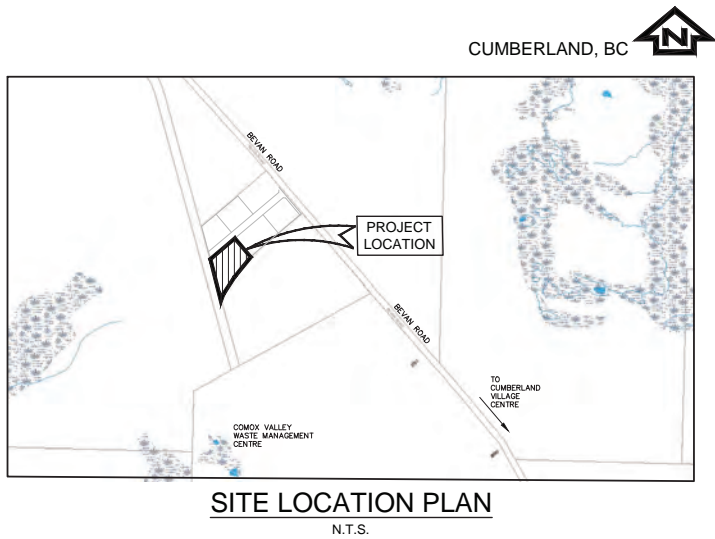 CUMBERLAND, BC
N
BEVAN ROAD
PROJECT
LOCATION
BEVAN ROAD
TO
CUMBERLAND
VILLAGE
CENTRE
COMOX VALLEY
WASTE MANAGEMENT
CENTRE
SITE LOCATION PLAN
N.T.S.